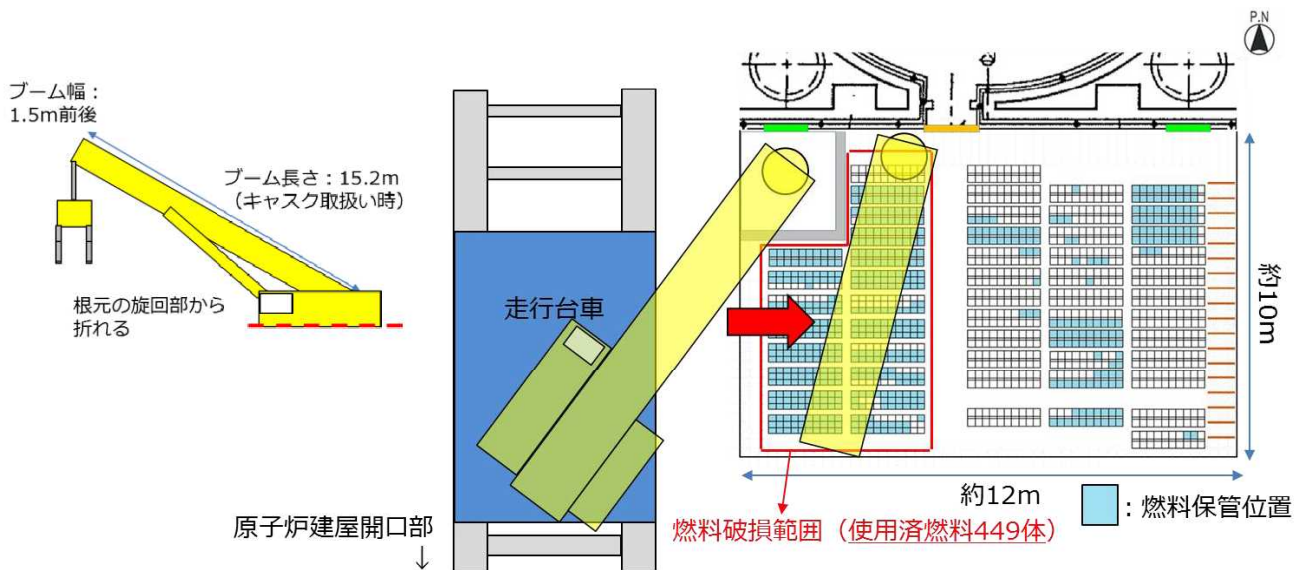 P.N
ブーム幅：
1.5m前後
ブーム長さ：15.2m
（キャスク取扱い時）
根元の旋回部から
折れる
走行台車
約10m
約12m
：燃料保管位置
原子炉建屋開口部
↓
燃料破損範囲（使用済燃料449体）